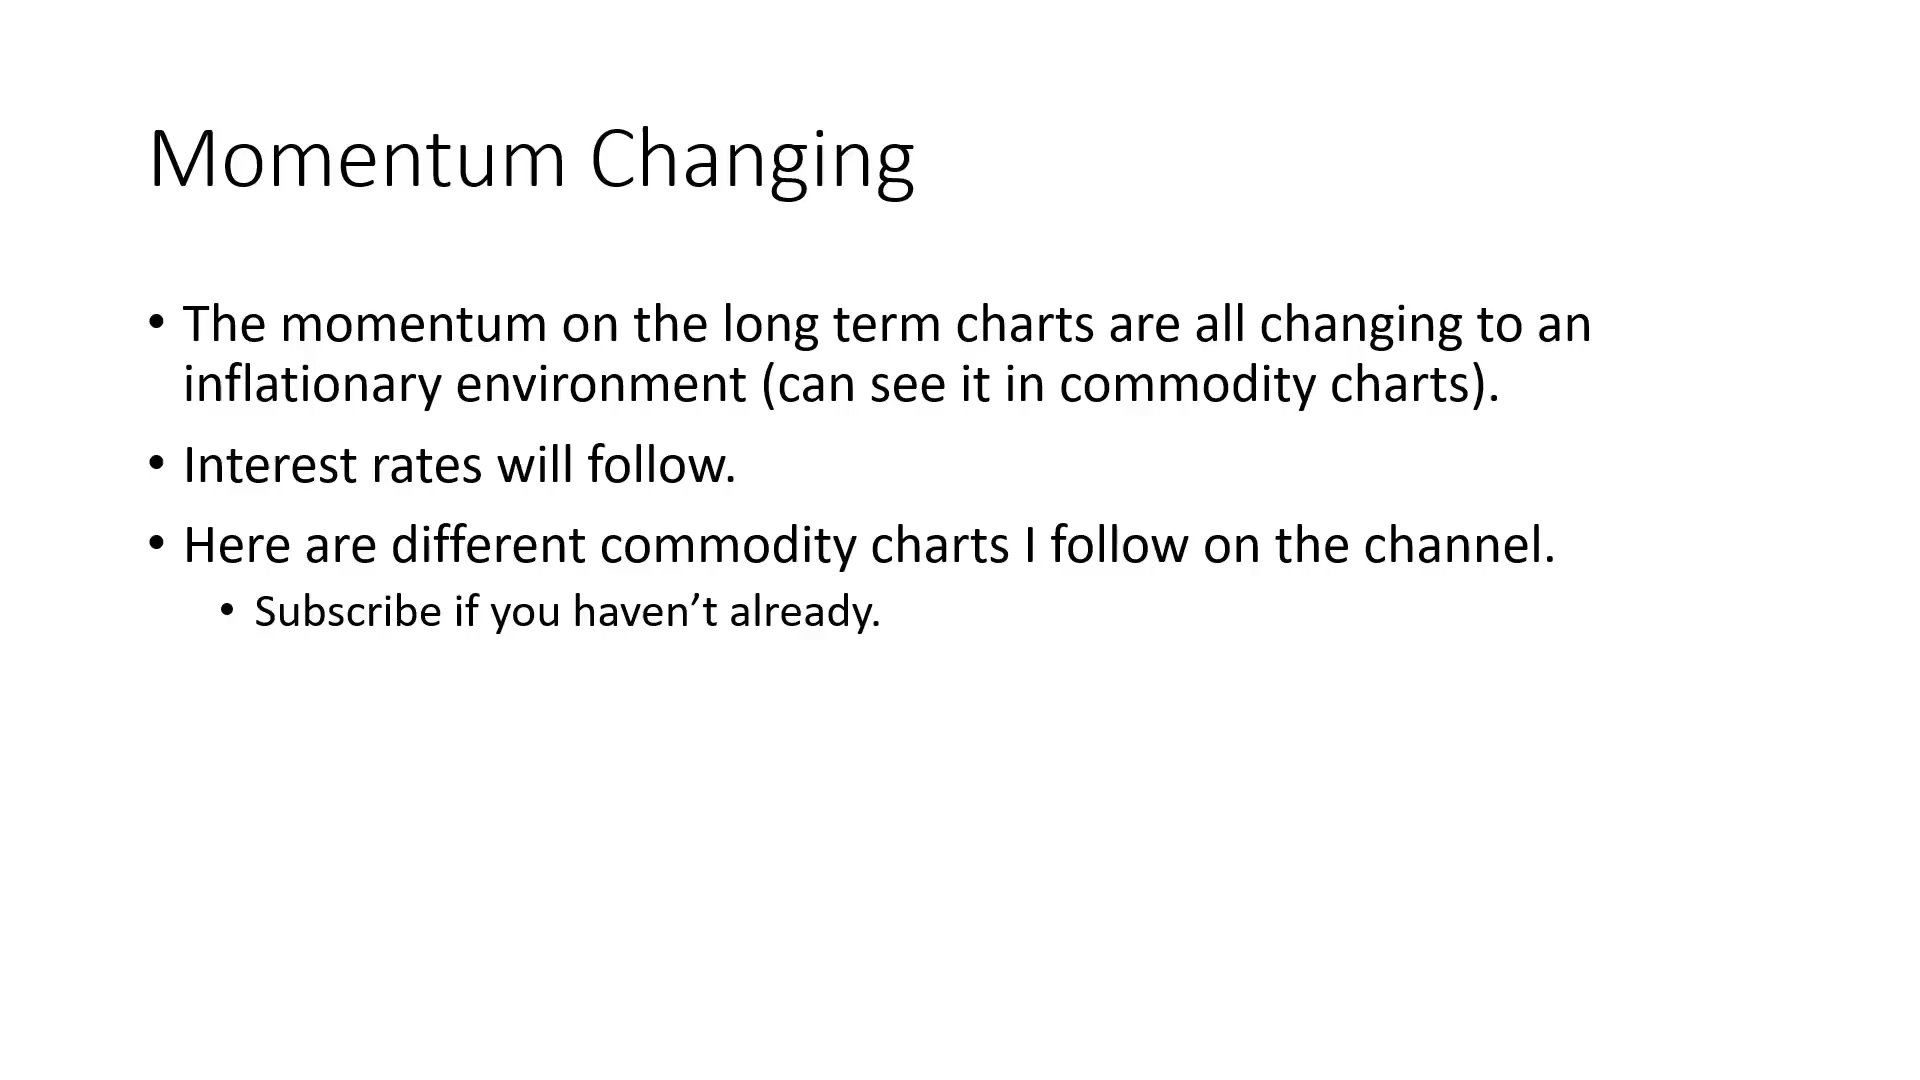 Momentum Changing
• The momentum on the long term charts are all changing to an
inflationary environment (can see it in commodity charts).
• Interest rates will follow.
• Here are different commodity charts I follow on the channel.
• Subscribe if you haven’t already.